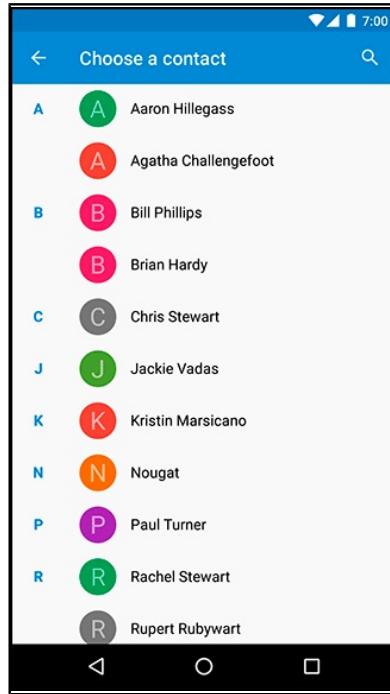 7:00
Choose a contact
A A Aaron Hillegass
A Agatha Challengefoot
B B Bill Phillips
B Brian Hardy
C C Chris Stewart
J J Jackie Vadas
K K Kristin Marsicano
N N Nougat
P P Paul Turner
R R Rachel Stewart
R Rupert Rubywart